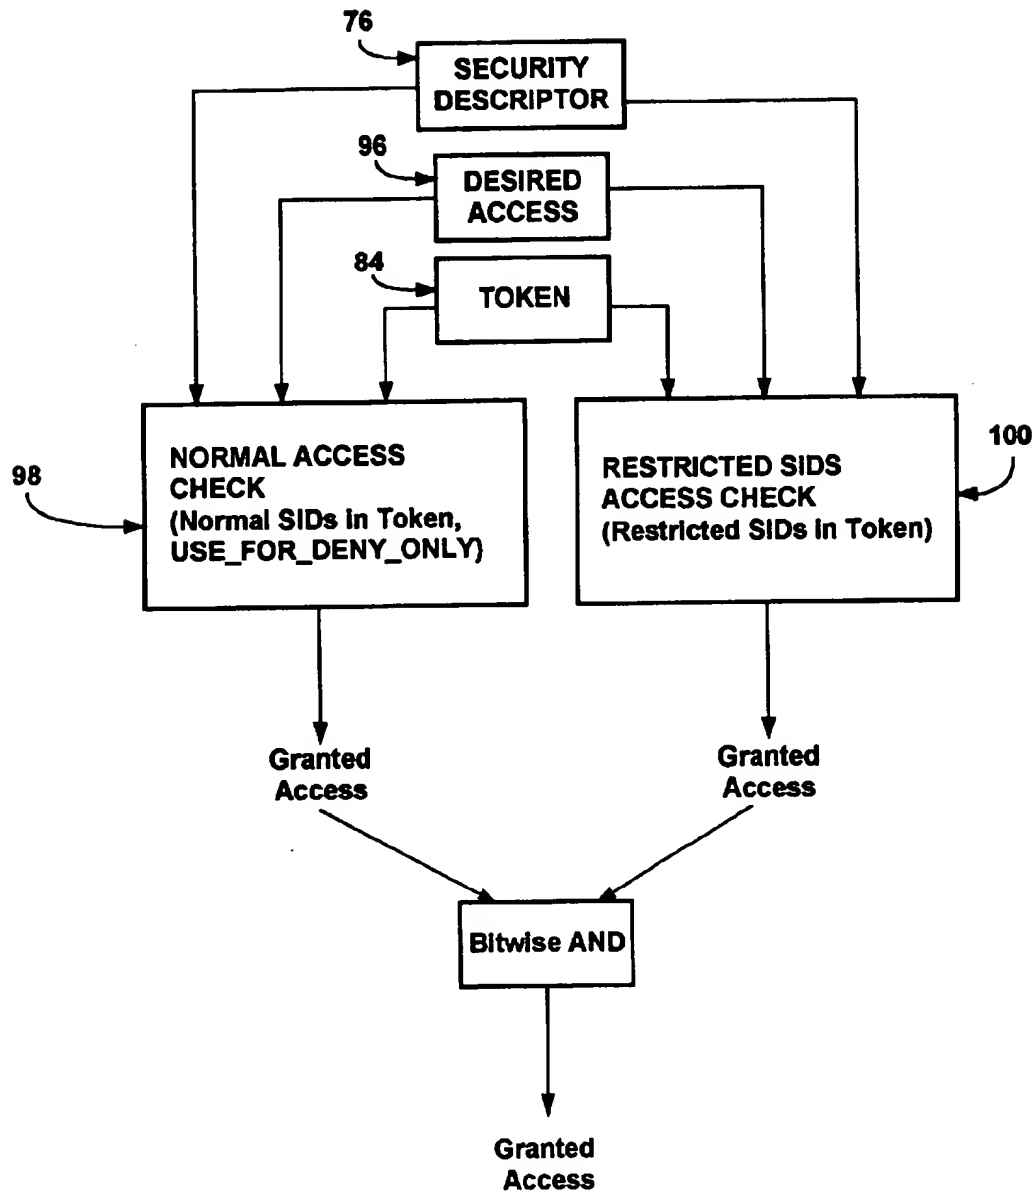 76
SECURITY
DESCRIPTOR
96
DESIRED
ACCESS
84
TOKEN
98
NORMAL ACCESS
CHECK
(Normal SIDs in Token,
USE_FOR_DENY_ONLY)
100
RESTRICTED SIDS
ACCESS CHECK
(Restricted SIDs in Token)
Granted
Access
Granted
Access
Bitwise AND
Granted
Access